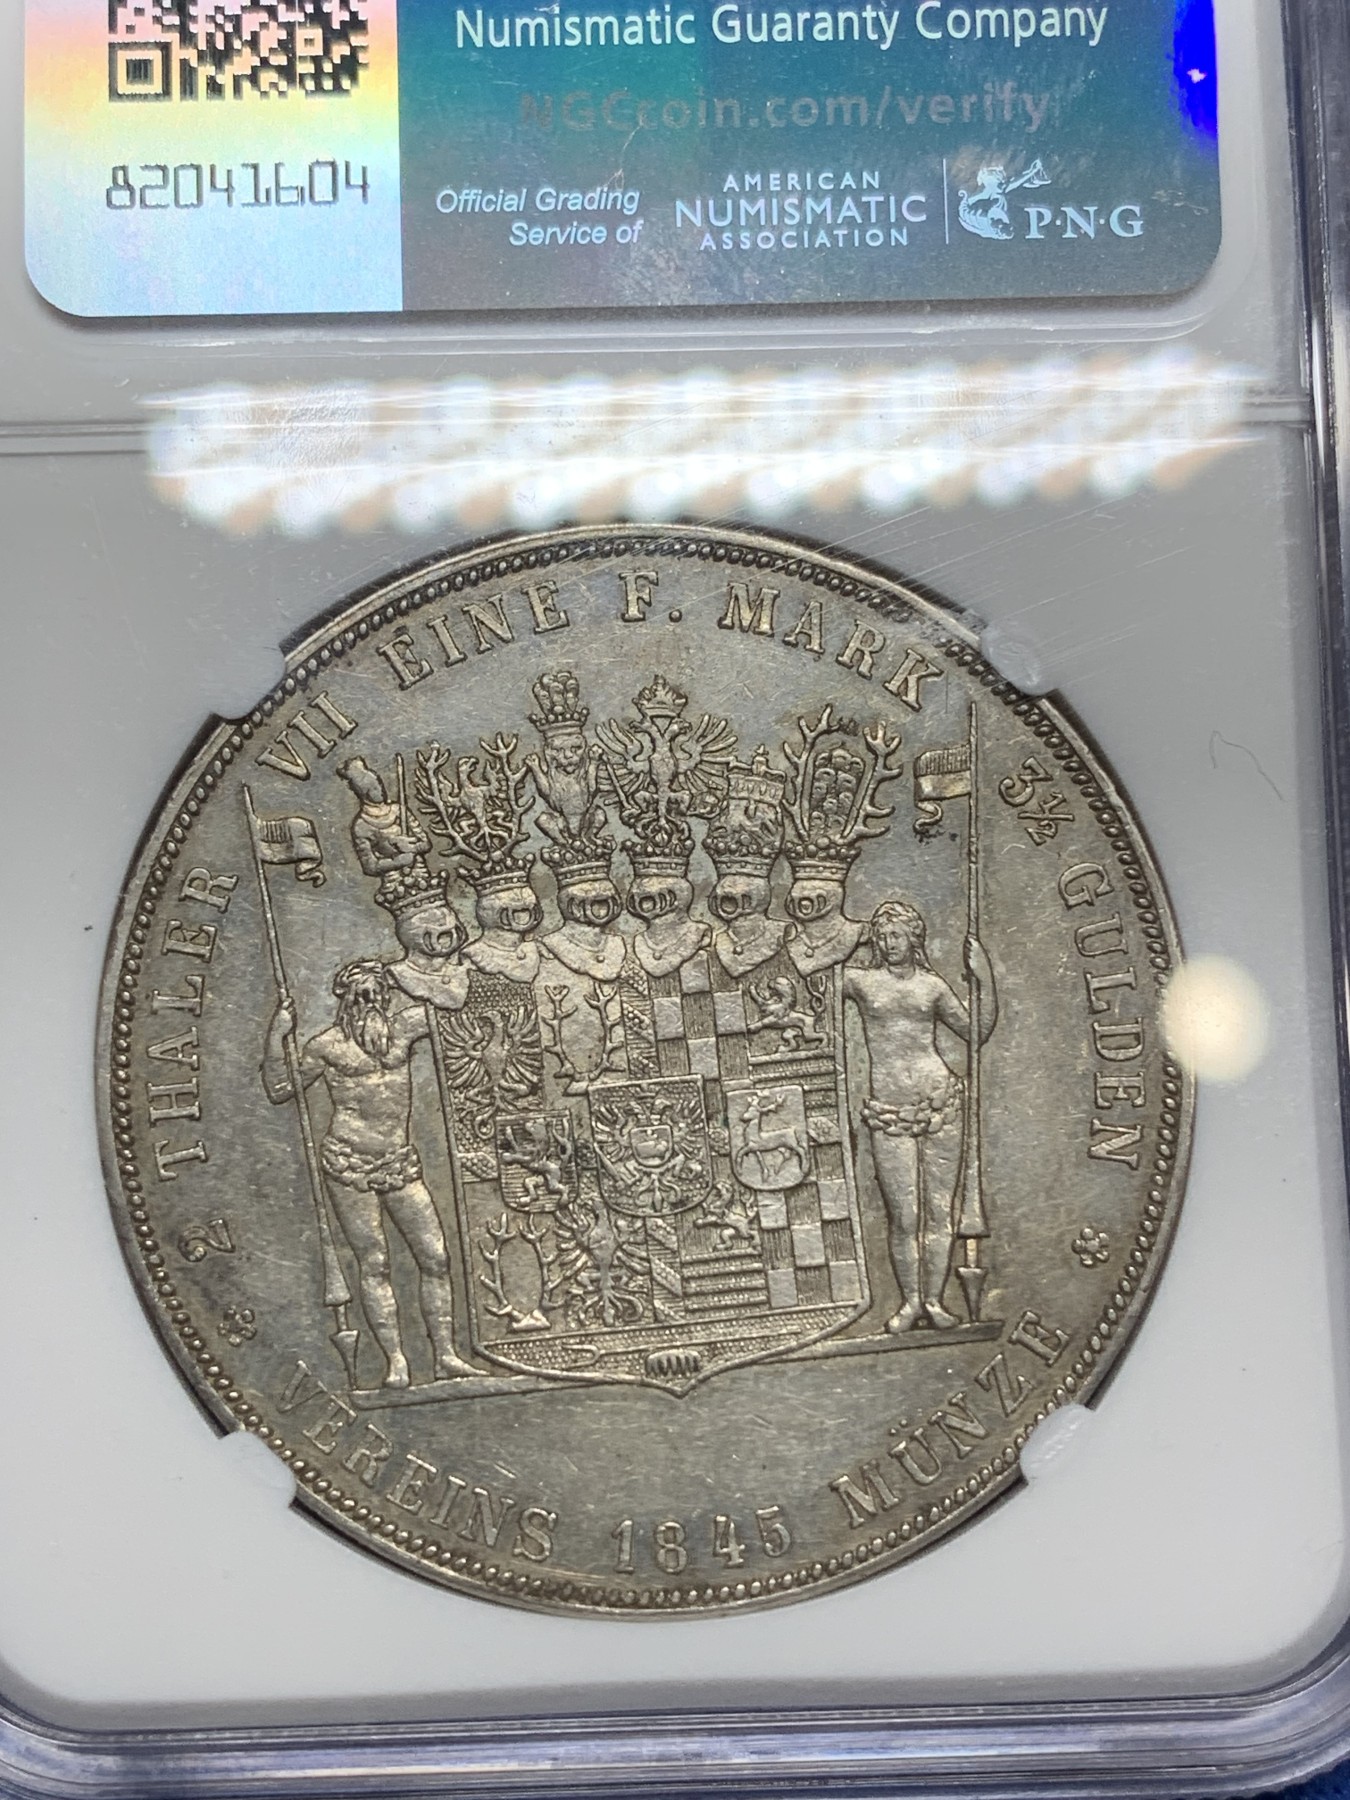 Numismatic Guaranty Company
NGCcoin.com/verify
82041604
Official Grading
Service of
AMERICAN
NUMISMATIC
ASSOCIATION
P·N·G
2 THALER VII EINE F. MARK 3½ GULDEN
VEREINS 1845 MÜNZE